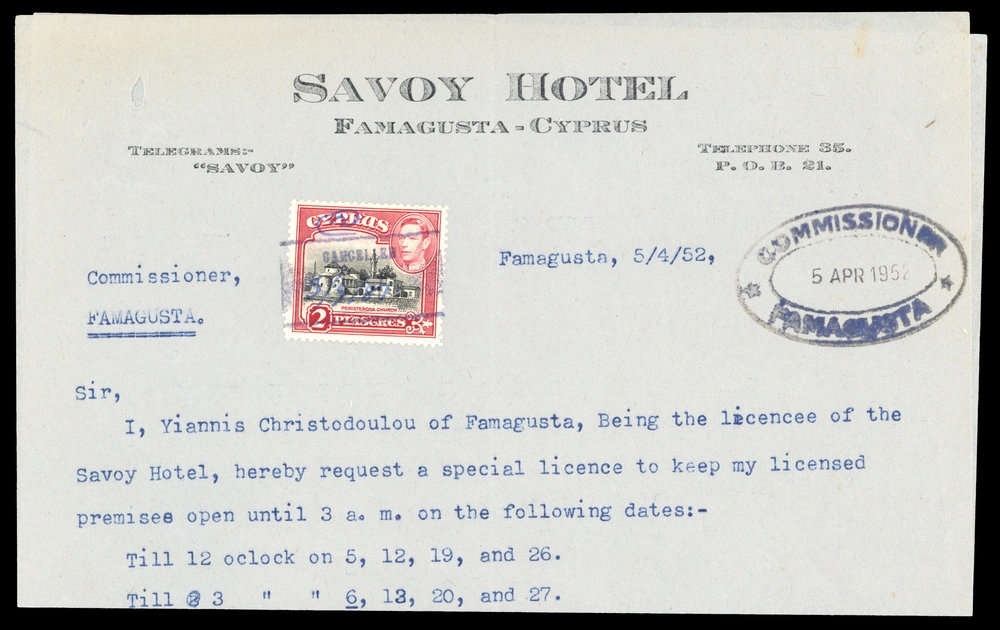 SAVOY HOTEL
FAMAGUSTA - CYPRUS
TELEGRAMS:-
"SAVOY"
TELEPHONE 35.
P. O. B. 21.
CYPRUS
CANCELLED
PERISTERONA CHURCH
2 PIASTRES
Famagusta, 5/4/52,
COMMISSIONER
5 APR 1952
FAMAGUSTA
Commissioner,
FAMAGUSTA.
Sir,
I, Yiannis Christodoulou of Famagusta, Being the licencee of the
Savoy Hotel, hereby request a special licence to keep my licensed
premises open until 3 a. m. on the following dates:-
Till 12 oclock on 5, 12, 19, and 26.
Till 3 " " 6, 13, 20, and 27.